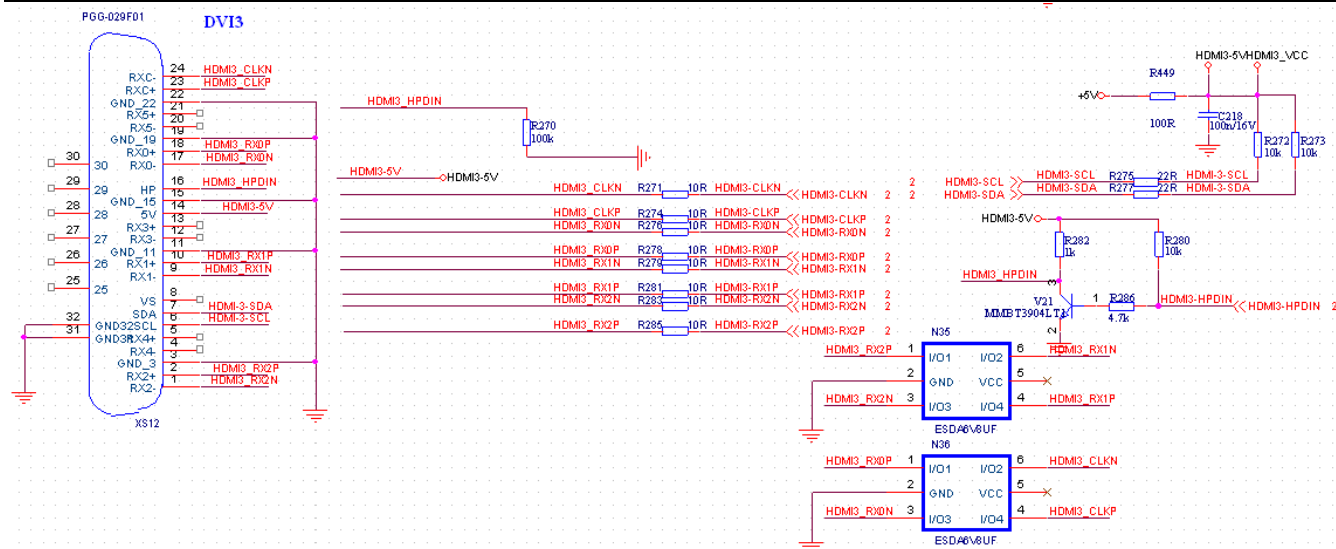 PGG-029F01
DVI3
RXC- 24 HDMI3_CLKN
RXC+ 23 HDMI3_CLKP
GND_22 22
RX5+ 21
RX5- 20
GND_19 19
RX0+ 18 HDMI3_RX0P
30 30 RX0- 17 HDMI3_RX0N
29 29 HP 16 HDMI3_HPDIN
GND_15 15
28 28 5V 14 HDMI3-5V
RX3+ 13
27 27 RX3- 12
GND_11 11
26 26 RX1+ 10 HDMI3_RX1P
RX1- 9 HDMI3_RX1N
25 25
VS 8
SDA 7 HDMI-3-SDA
32 GND32SCL 6 HDMI-3-SCL
31 GND31RX4+ 5
RX4- 4
GND_3 3
RX2+ 2 HDMI3_RX2P
RX2- 1 HDMI3_RX2N
XS12
HDMI3_HPDIN
R270
100k
HDMI3-5V HDMI3-5V
HDMI3_CLKN R271 10R HDMI3-CLKN HDMI3-CLKN 2
HDMI3_CLKP R274 10R HDMI3-CLKP HDMI3-CLKP 2
HDMI3_RX0N R276 10R HDMI3-RX0N HDMI3-RX0N 2
HDMI3_RX0P R278 10R HDMI3-RX0P HDMI3-RX0P 2
HDMI3_RX1N R279 10R HDMI3-RX1N HDMI3-RX1N 2
HDMI3_RX1P R281 10R HDMI3-RX1P HDMI3-RX1P 2
HDMI3_RX2N R283 10R HDMI3-RX2N HDMI3-RX2N 2
HDMI3_RX2P R285 10R HDMI3-RX2P HDMI3-RX2P 2
HDMI3-5V HDMI3_VCC
R449
+5V
100R
C218
100n/16V
R272
10k
R273
10k
2 HDMI3-SCL HDMI3-SCL R275 22R HDMI3-SCL
2 HDMI3-SDA HDMI3-SDA R277 22R HDMI3-SDA
HDMI3-5V
R282
1k
R280
10k
HDMI3_HPDIN
3
V21
MMBT3904LT1
1
2
R286
4.7k
HDMI3-HPDIN HDMI3-HPDIN 2
N35
HDMI3_RX2P 1 I/O1 I/O2 6 HDMI3_RX1N
2 GND VCC 5
HDMI3_RX2N 3 I/O3 I/O4 4 HDMI3_RX1P
ESDA6V8UF
N36
HDMI3_RX0P 1 I/O1 I/O2 6 HDMI3_CLKN
2 GND VCC 5
HDMI3_RX0N 3 I/O3 I/O4 4 HDMI3_CLKP
ESDA6V8UF